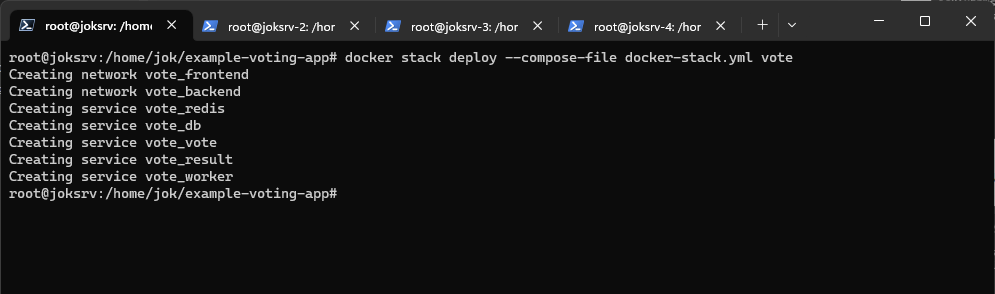 root@joksrv: /home
root@joksrv-2: /hor
root@joksrv-3: /hor
root@joksrv-4: /hor
root@joksrv:/home/jok/example-voting-app# docker stack deploy --compose-file docker-stack.yml vote
Creating network vote_frontend
Creating network vote_backend
Creating service vote_redis
Creating service vote_db
Creating service vote_vote
Creating service vote_result
Creating service vote_worker
root@joksrv:/home/jok/example-voting-app#